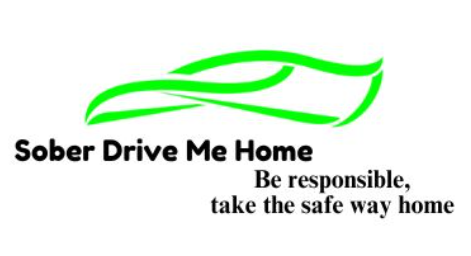 Sober Drive Me Home
Be responsible,
take the safe way home